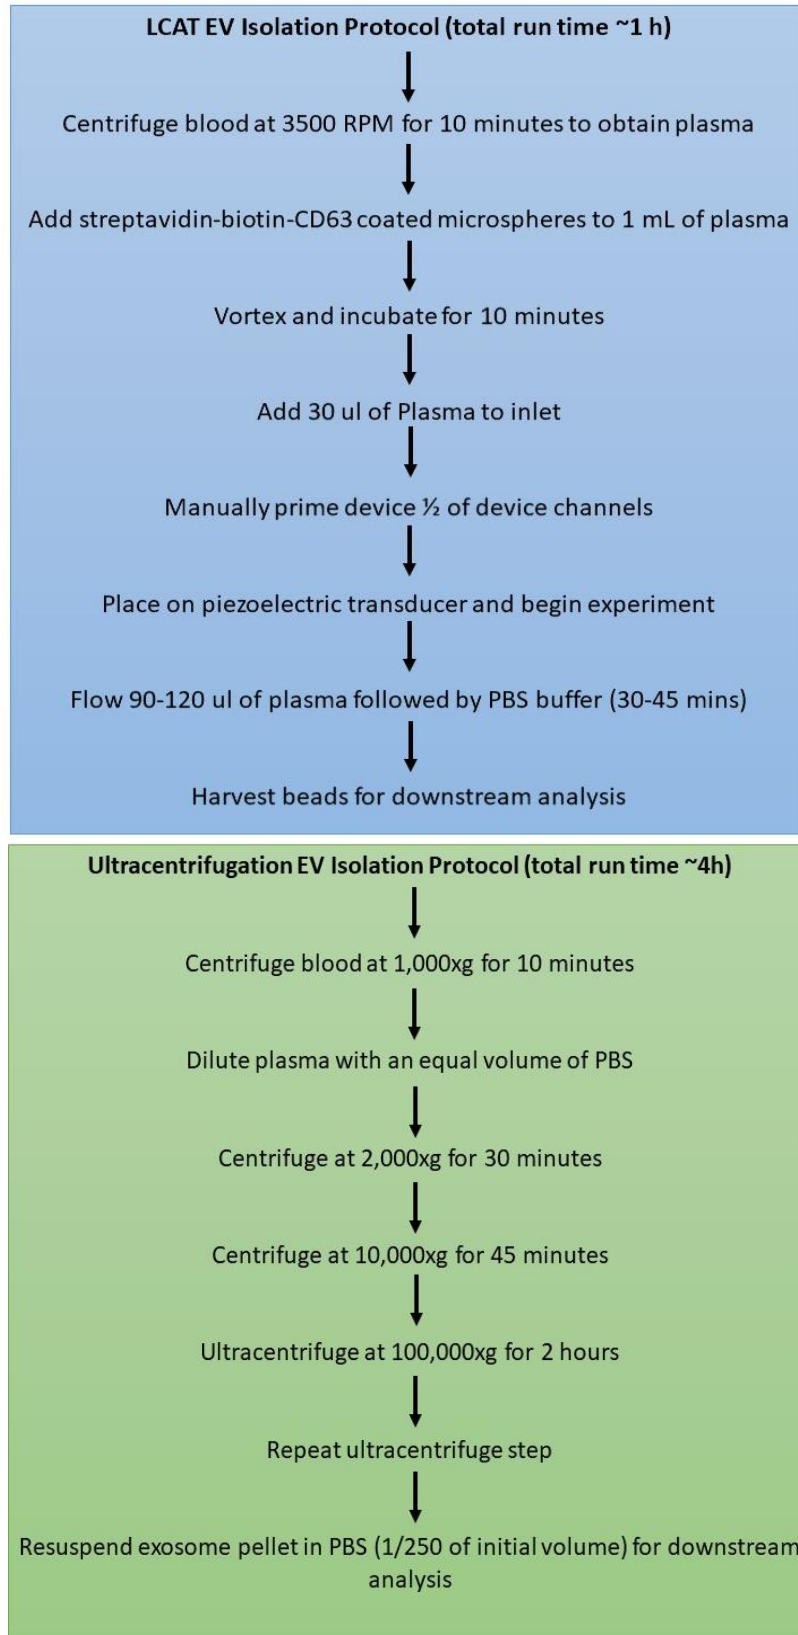 LCAT EV Isolation Protocol (total run time ~1 h)
Centrifuge blood at 3500 RPM for 10 minutes to obtain plasma
Add streptavidin-biotin-CD63 coated microspheres to 1 mL of plasma
Vortex and incubate for 10 minutes
Add 30 ul of Plasma to inlet
Manually prime device ½ of device channels
Place on piezoelectric transducer and begin experiment
Flow 90-120 ul of plasma followed by PBS buffer (30-45 mins)
Harvest beads for downstream analysis
Ultracentrifugation EV Isolation Protocol (total run time ~4h)
Centrifuge blood at 1,000xg for 10 minutes
Dilute plasma with an equal volume of PBS
Centrifuge at 2,000xg for 30 minutes
Centrifuge at 10,000xg for 45 minutes
Ultracentrifuge at 100,000xg for 2 hours
Repeat ultracentrifuge step
Resuspend exosome pellet in PBS (1/250 of initial volume) for downstream
analysis